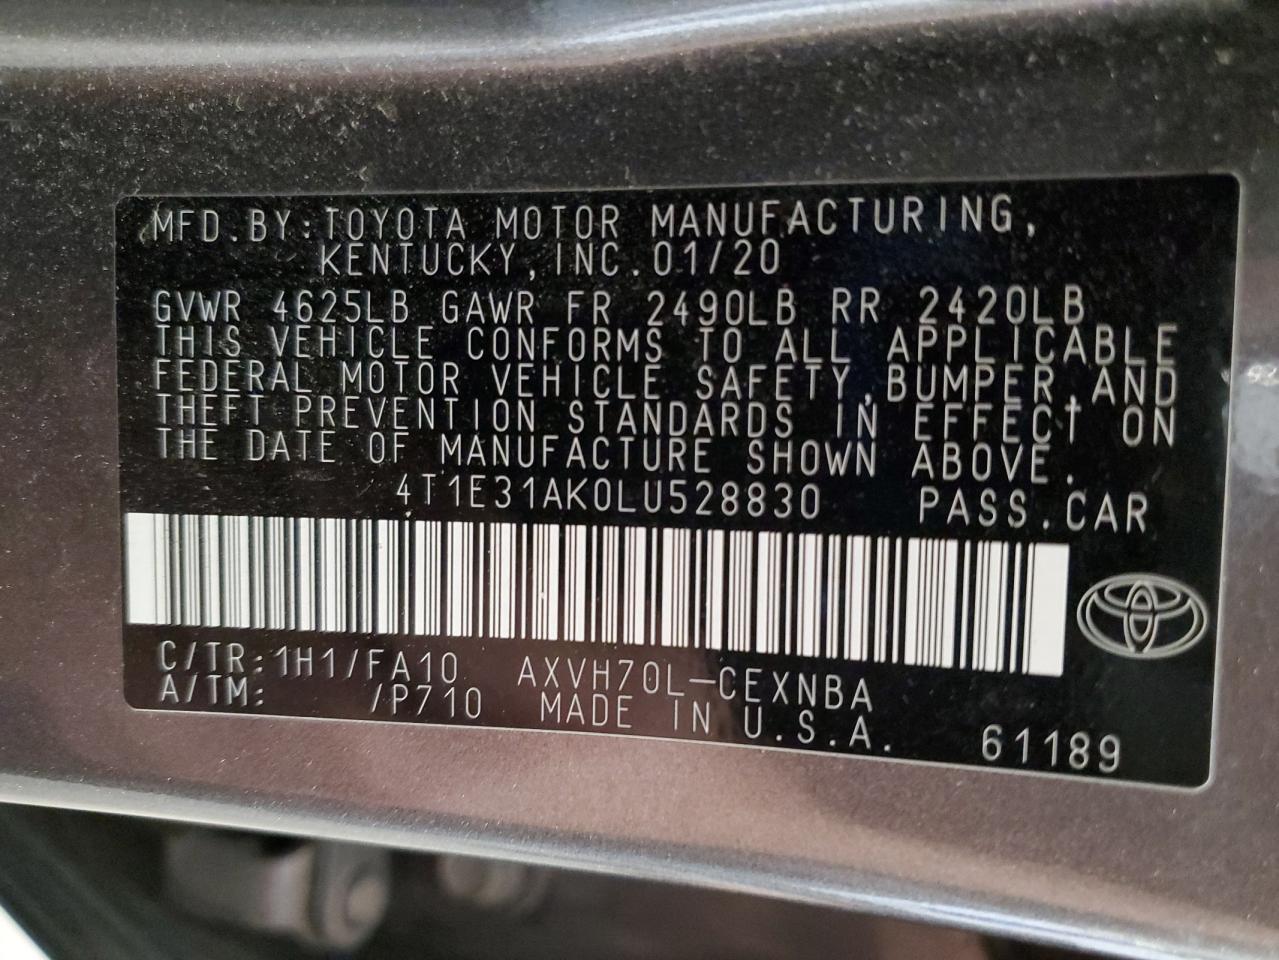 MFD.BY:TOYOTA MOTOR MANUFACTURING,
KENTUCKY,INC.01/20
GVWR 4625LB GAWR FR 2490LB RR 2420LB
THIS VEHICLE CONFORMS TO ALL APPLICABLE
FEDERAL MOTOR VEHICLE SAFETY,BUMPER,AND
THEFT PREVENTION STANDARDS IN EFFECT ON
THE DATE OF MANUFACTURE SHOWN ABOVE.
4T1E31AK0LU528830 PASS.CAR
C/TR:1H1/FA10 AXVH70L-CEXNBA
A/TM: /P710 MADE IN U.S.A. 61189